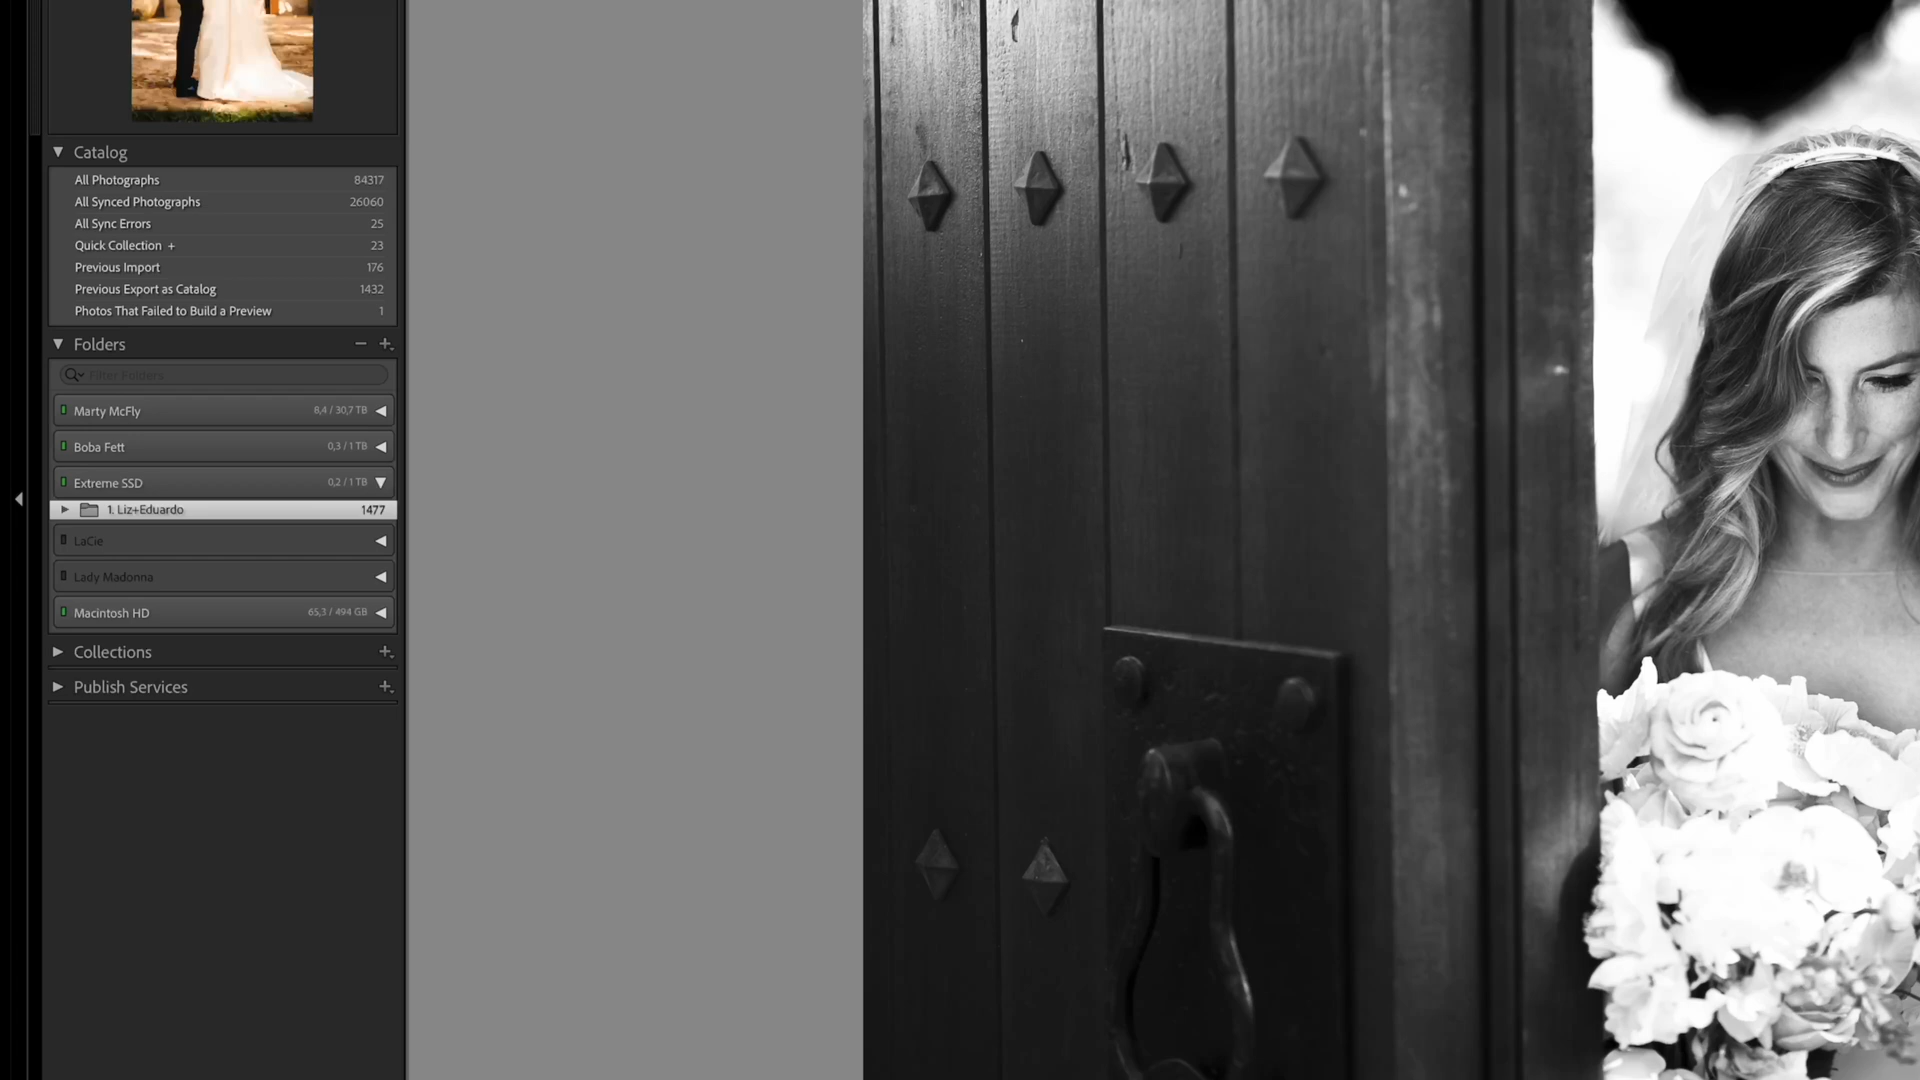 Catalog
All Photographs 84317
All Synced Photographs 26060
All Sync Errors 25
Quick Collection + 23
Previous Import 176
Previous Export as Catalog 1432
Photos That Failed to Build a Preview 1
Folders − +
Filter Folders
Marty McFly 8,4 / 30,7 TB
Boba Fett 0,3 / 1 TB
Extreme SSD 0,2 / 1 TB
1. Liz+Eduardo 1477
LaCie
Lady Madonna
Macintosh HD 65,3 / 494 GB
Collections +
Publish Services +